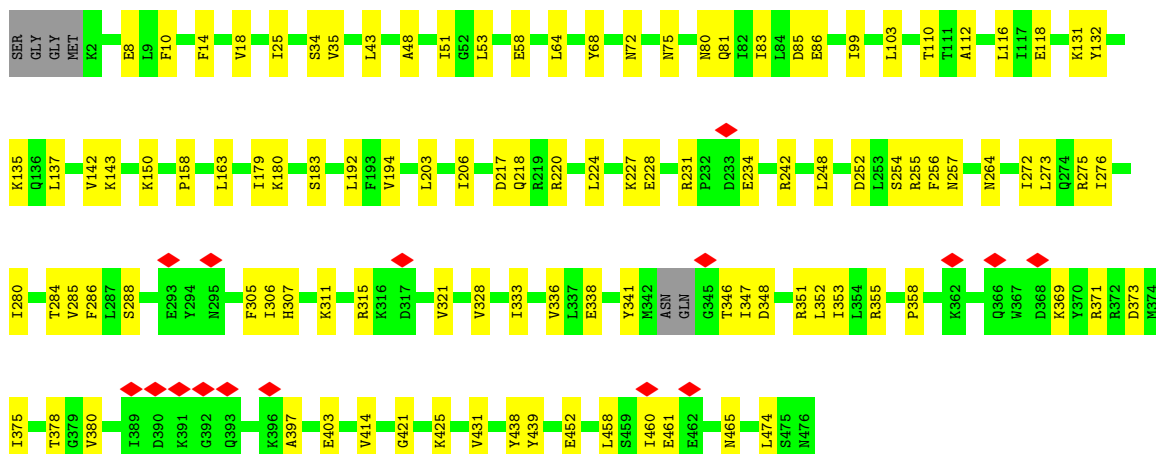 SER GLY GLY MET K2 E8 L9 F10 F14 V18 I25 S34 V35 L43 A48 I51 G52 L53 E58 L64 Y68 N72 N75 N80 Q81 I82 I83 L84 D85 E86 I99 L103 T110 T111 A112 L116 I117 E118 K131 Y132
K135 Q136 L137 V142 K143 K150 P158 L163 I179 K180 S183 L192 F193 V194 L203 I206 D217 Q218 R219 R220 L224 K227 E228 R231 P232 D233 E234 R242 L248 D252 L253 S254 R255 F256 N257 N264 I272 L273 Q274 R275 I276
I280 T284 V285 F286 L287 S288 E293 Y294 N295 F305 I306 H307 K311 R315 K316 D317 V321 V328 I333 V336 L337 E338 Y341 M342 ASN GLN G345 T346 I347 D348 R351 L352 I353 L354 R355 P358 K362 Q366 W367 D368 K369 Y370 R371 R372 D373 M374
I375 T378 G379 V380 I389 D390 K391 G392 Q393 K396 A397 E403 V414 G421 K425 V431 Y438 Y439 E452 L458 S459 I460 E461 E462 N465 L474 S475 N476